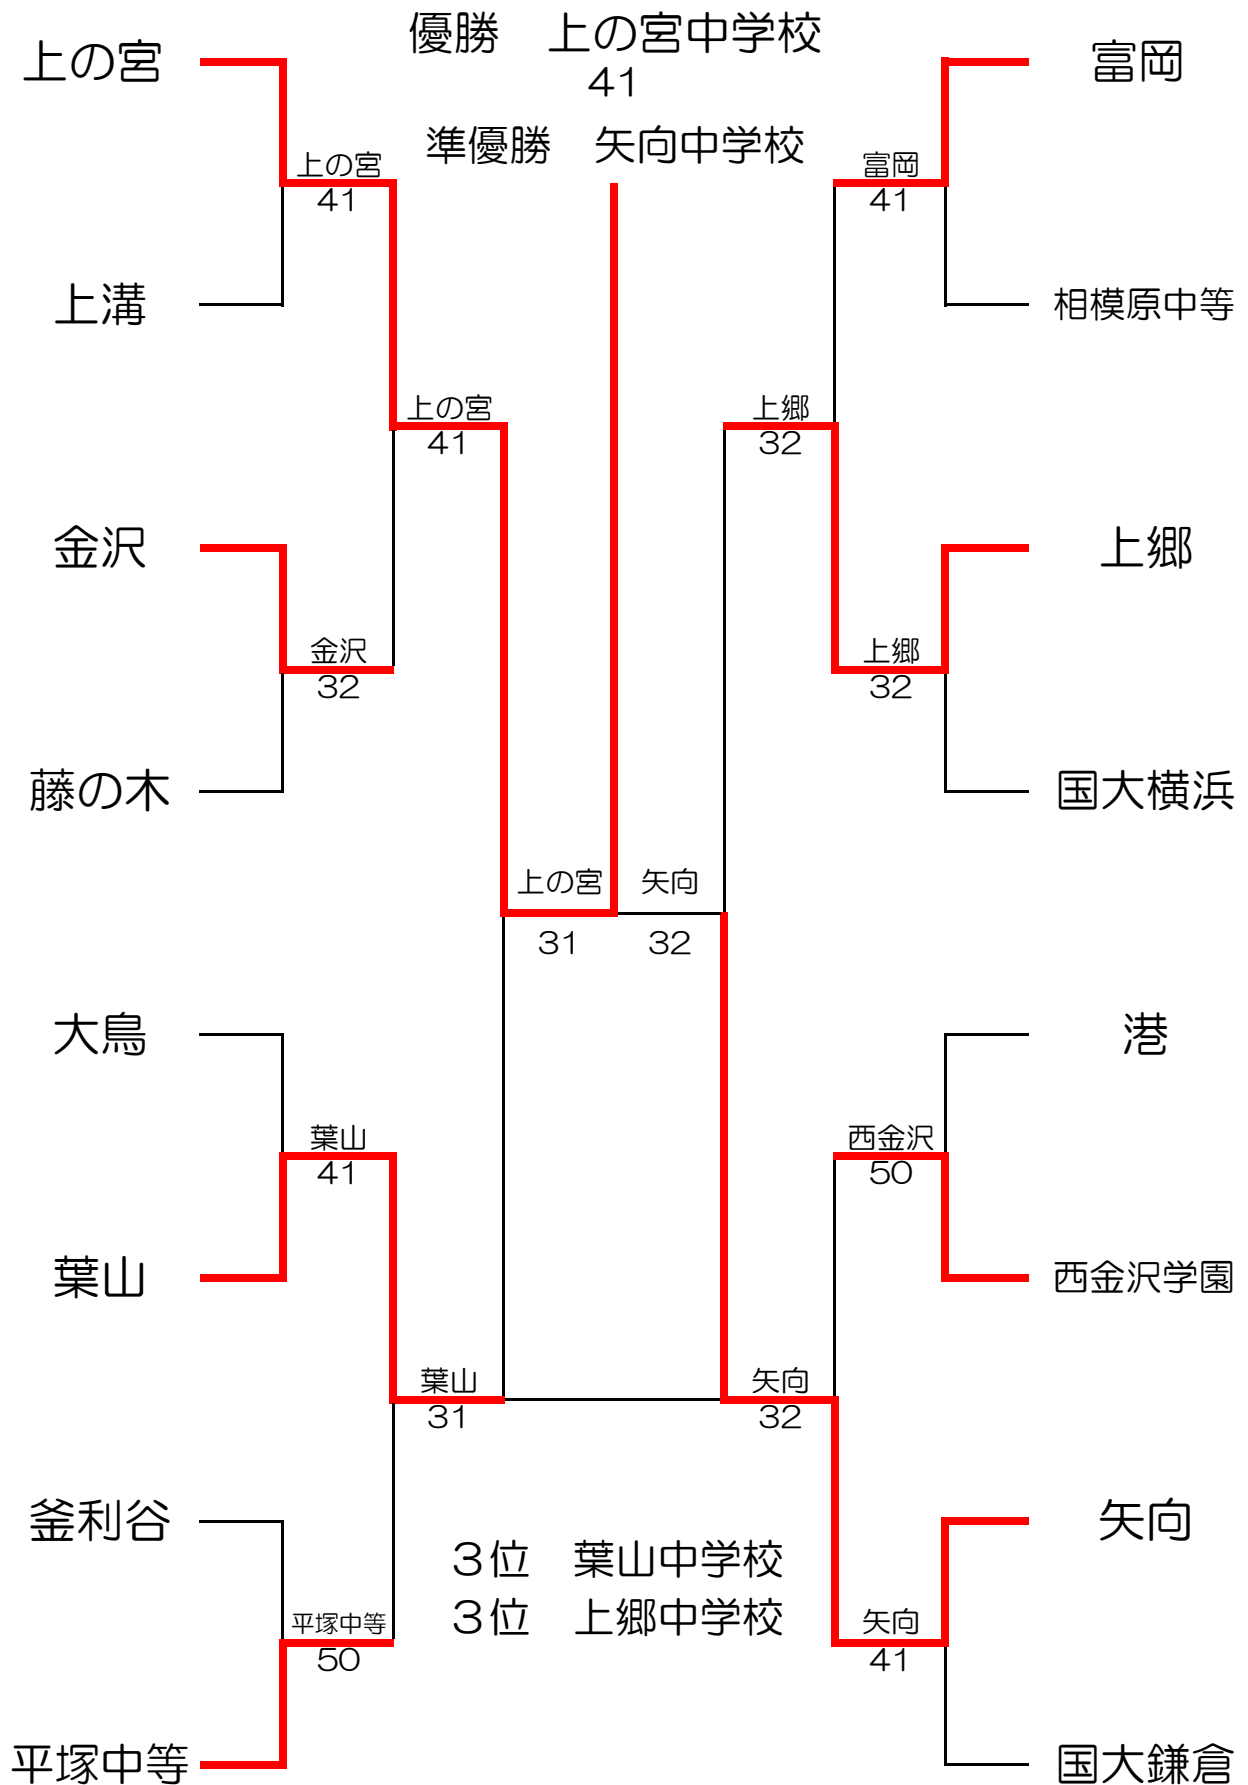 優勝　上の宮中学校
41
準優勝　矢向中学校
上の宮
富岡
上の宮
41
富岡
41
上溝
相模原中等
上の宮
41
上郷
32
金沢
上郷
金沢
32
上郷
32
藤の木
国大横浜
上の宮
31
矢向
32
大鳥
港
葉山
41
西金沢
50
葉山
西金沢学園
葉山
31
矢向
32
釜利谷
矢向
３位　葉山中学校
３位　上郷中学校
平塚中等
50
矢向
41
平塚中等
国大鎌倉